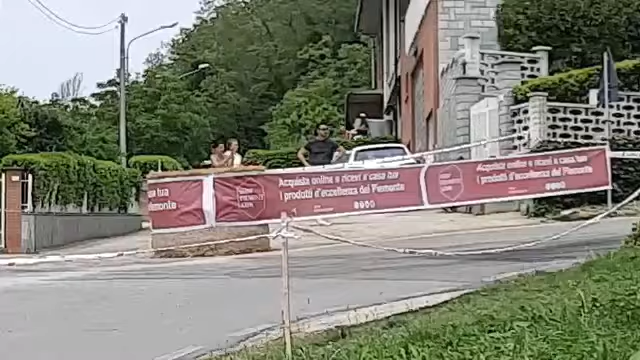 tua
Piemonte
Acquista online e ricevi a casa tua
i prodotti d'eccellenza del Piemonte
Acquista online e ricevi a casa tua
i prodotti d'eccellenza del Piemonte